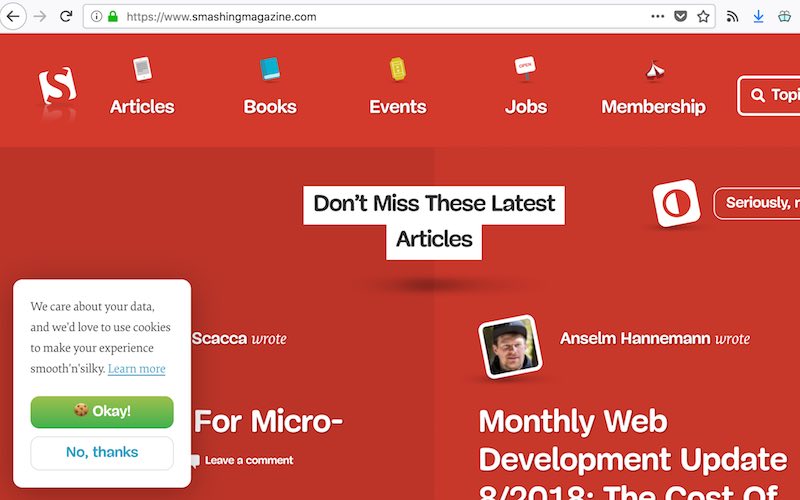 https://www.smashingmagazine.com
Articles
Books
Events
OPEN
Jobs
Membership
Topi
Don't Miss These Latest
Articles
Seriously, r
We care about your data,
and we'd love to use cookies
to make your experience
smooth'n'silky. Learn more
Okay!
No, thanks
Scacca wrote
For Micro-
Leave a comment
Anselm Hannemann wrote
Monthly Web
Development Update
8/2018: The Cost Of